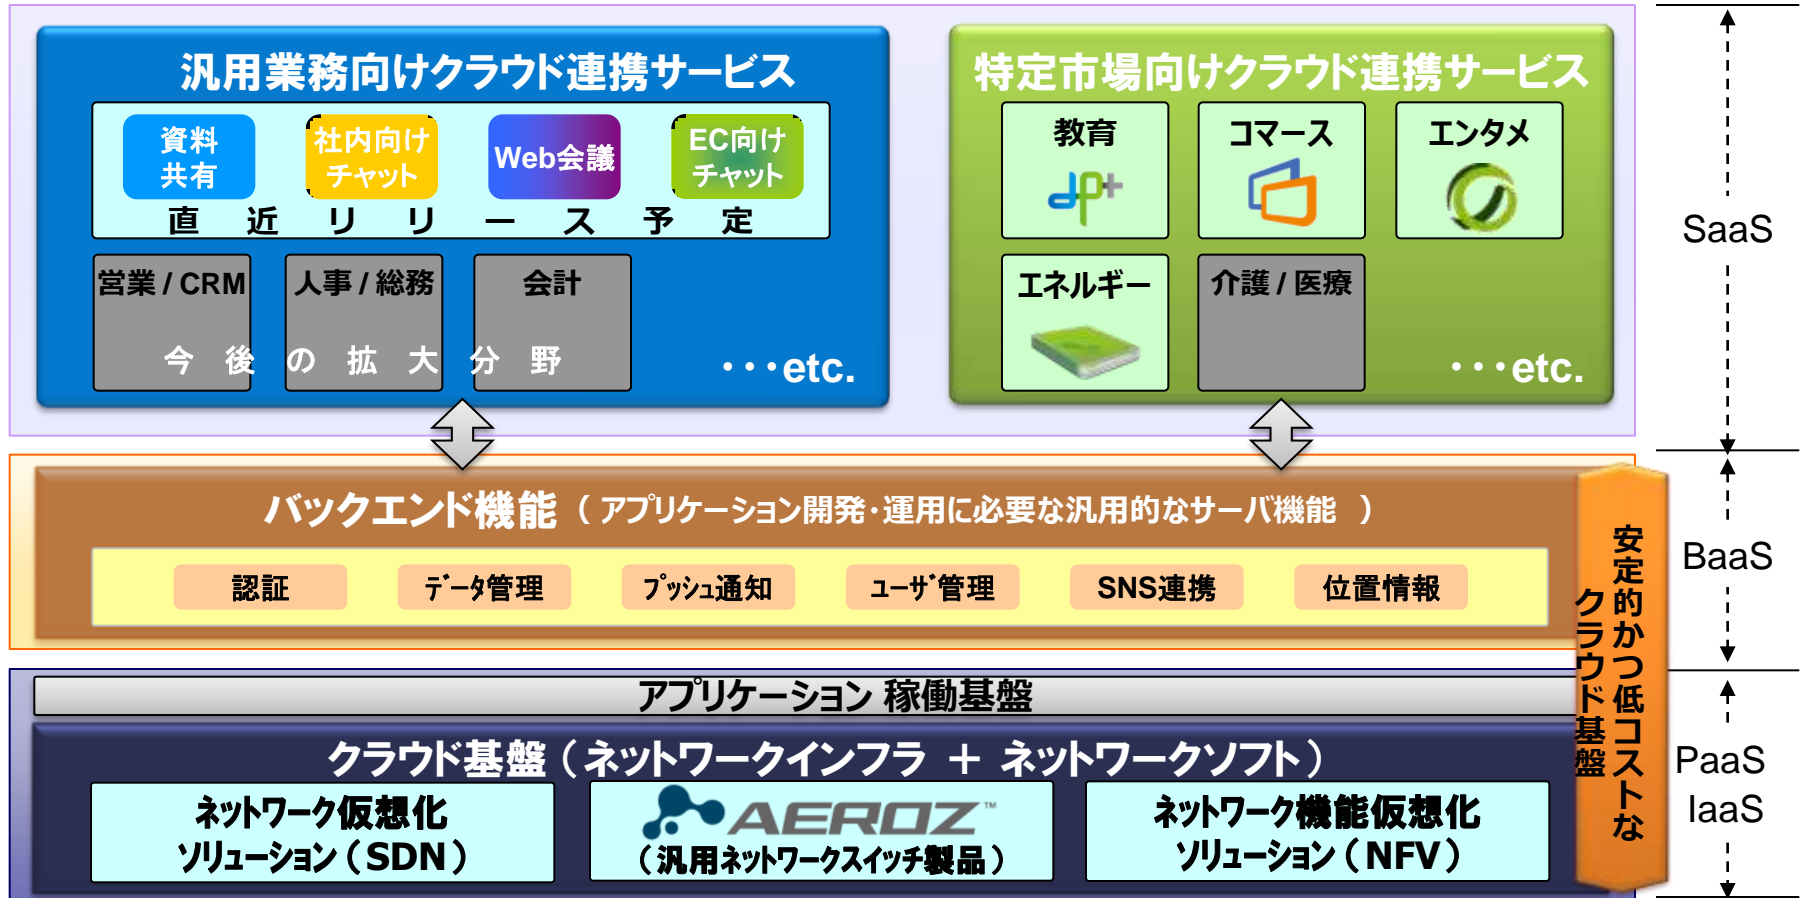 汎用業務向けクラウド連携サービス
資料
共有
社内向け
チャット
Web会議
EC向け
チャット
直近リリース予定
営業 / CRM
人事 / 総務
会計
今後の拡大分野
･･･etc.
特定市場向けクラウド連携サービス
教育
dP+
コマース
エンタメ
エネルギー
介護 / 医療
･･･etc.
SaaS
バックエンド機能（アプリケーション開発･運用に必要な汎用的なサーバ機能　）
認証
ﾃﾞｰﾀ管理
ﾌﾟｯｼｭ通知
ﾕｰｻﾞ管理
SNS連携
位置情報
BaaS
安定的かつ低コストな
クラウド基盤
アプリケーション 稼働基盤
クラウド基盤（ネットワークインフラ ＋ ネットワークソフト）
ネットワーク仮想化
ソリューション（SDN）
AEROZ™
（汎用ネットワークスイッチ製品）
ネットワーク機能仮想化
ソリューション（NFV）
PaaS
IaaS